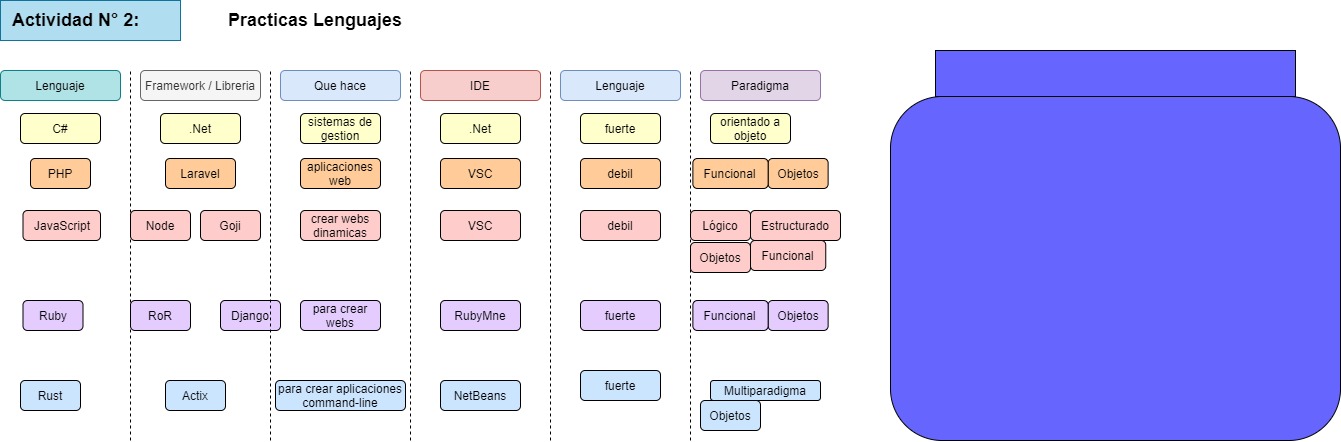 Actividad N° 2:
Practicas Lenguajes
Lenguaje
Framework / Libreria
Que hace
IDE
Lenguaje
Paradigma
C#
.Net
sistemas de
gestion
.Net
fuerte
orientado a
objeto
PHP
Laravel
aplicaciones
web
VSC
debil
Funcional
Objetos
JavaScript
Node
Goji
crear webs
dinamicas
VSC
debil
Lógico
Estructurado
Objetos
Funcional
Ruby
RoR
Django
para crear
webs
RubyMne
fuerte
Funcional
Objetos
Rust
Actix
para crear aplicaciones
command-line
NetBeans
fuerte
Multiparadigma
Objetos